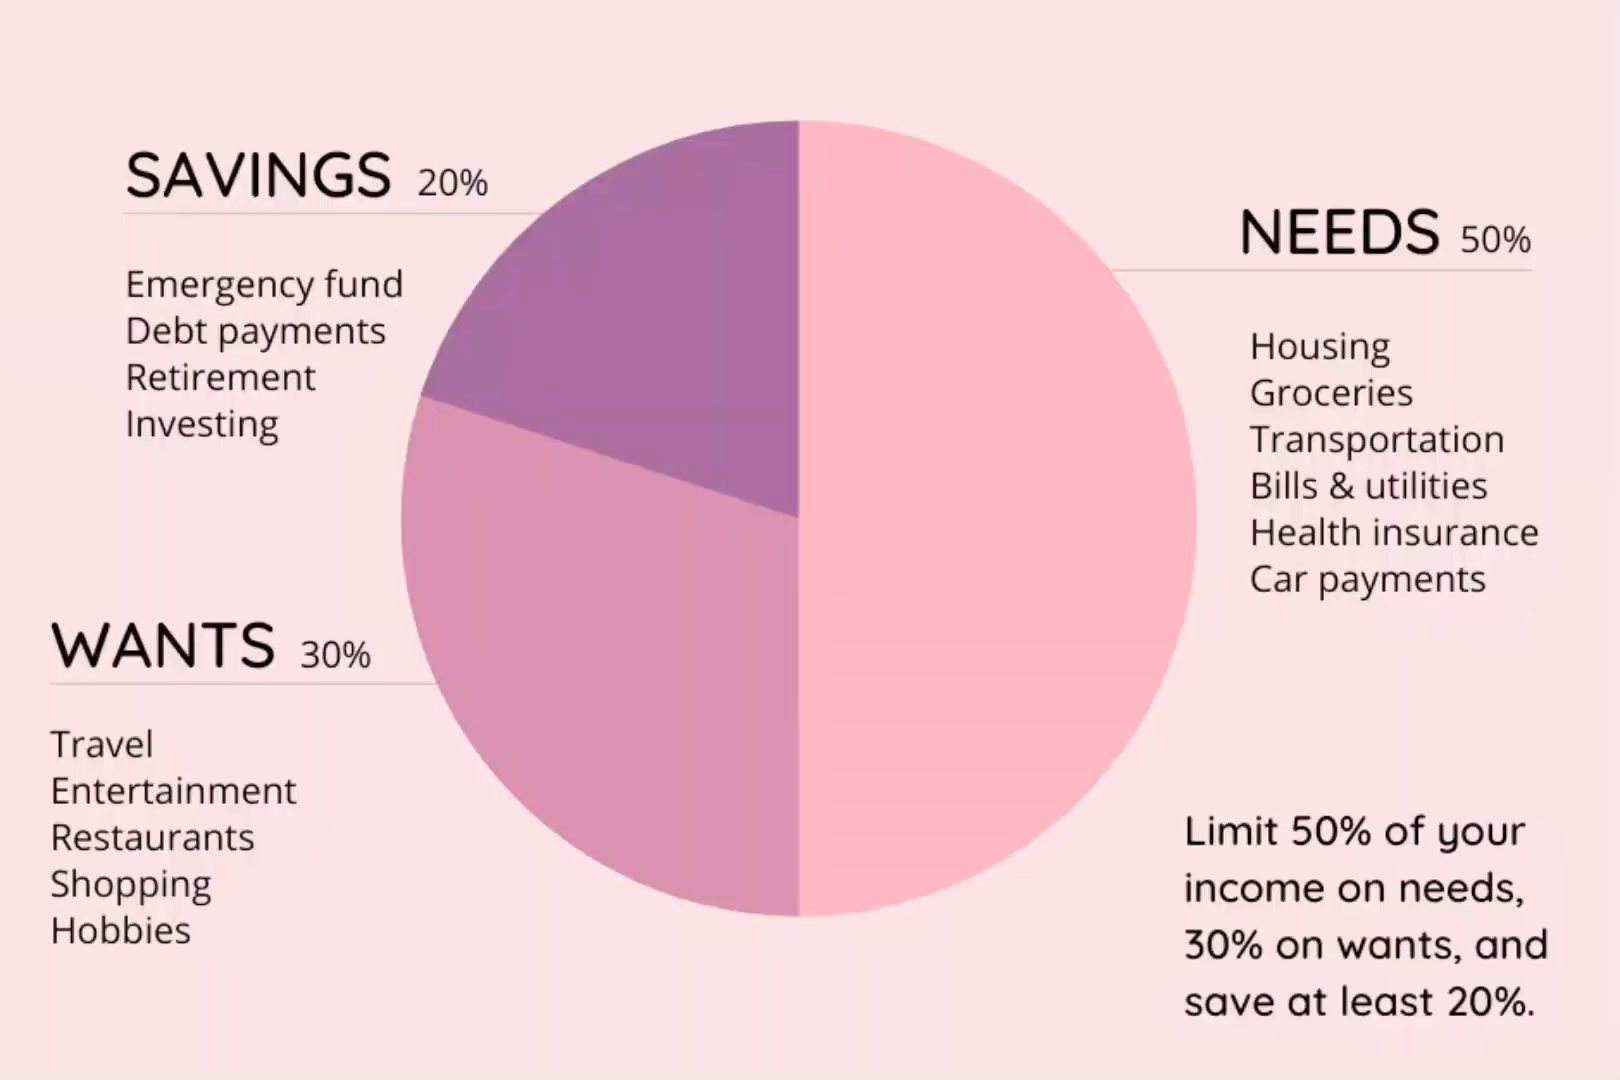 SAVINGS 20%
Emergency fund
Debt payments
Retirement
Investing
WANTS 30%
Travel
Entertainment
Restaurants
Shopping
Hobbies
NEEDS 50%
Housing
Groceries
Transportation
Bills & utilities
Health insurance
Car payments
Limit 50% of your
income on needs,
30% on wants, and
save at least 20%.